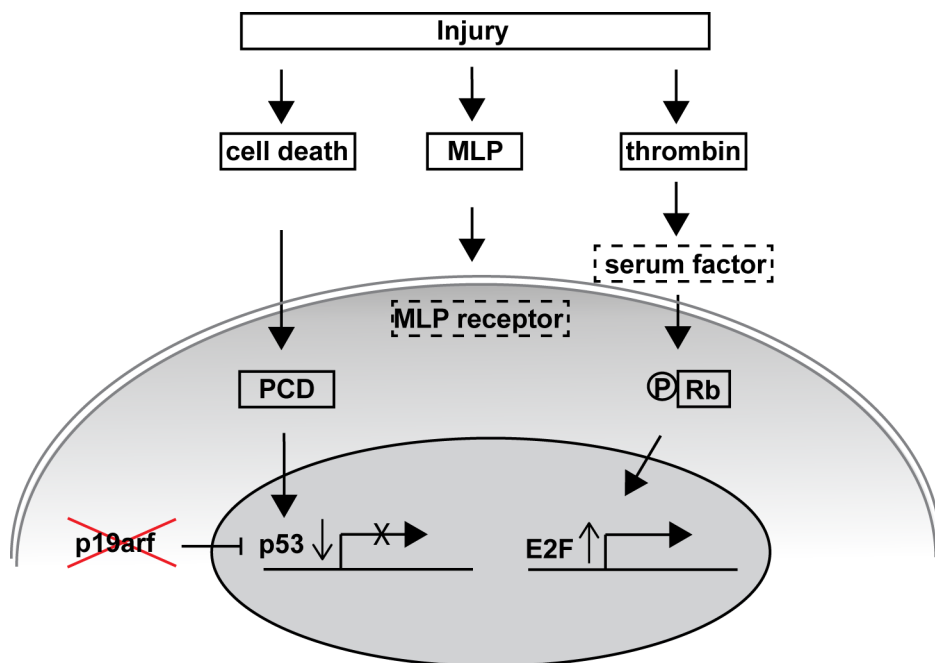 Injury
cell death
MLP
thrombin
serum factor
MLP receptor
PCD
P
Rb
p19arf
p53
X
E2F